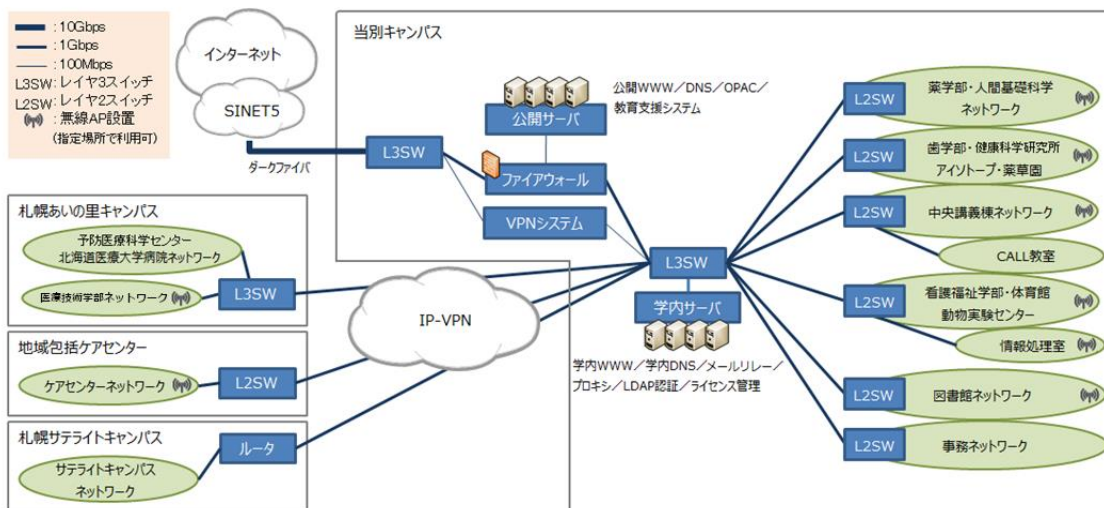 :10Gbps
:1Gbps
:100Mbps
L3SW:レイヤ3スイッチ
L2SW:レイヤ2スイッチ
:無線AP設置
(指定場所で利用可)
インターネット
SINET5
ダークファイバ
当別キャンパス
公開WWW/DNS/OPAC/
教育支援システム
公開サーバ
L3SW
ファイアウォール
VPNシステム
L3SW
学内サーバ
学内WWW/学内DNS/メールリレー/
プロキシ/LDAP認証/ライセンス管理
IP-VPN
札幌あいの里キャンパス
予防医療科学センター
北海道医療大学病院ネットワーク
医療技術学部ネットワーク
L3SW
地域包括ケアセンター
ケアセンターネットワーク
L2SW
札幌サテライトキャンパス
サテライトキャンパス
ネットワーク
ルータ
L2SW
薬学部・人間基礎科学
ネットワーク
L2SW
歯学部・健康科学研究所
アイソトープ・薬草園
L2SW
中央講義棟ネットワーク
CALL教室
L2SW
看護福祉学部・体育館
動物実験センター
情報処理室
L2SW
図書館ネットワーク
L2SW
事務ネットワーク